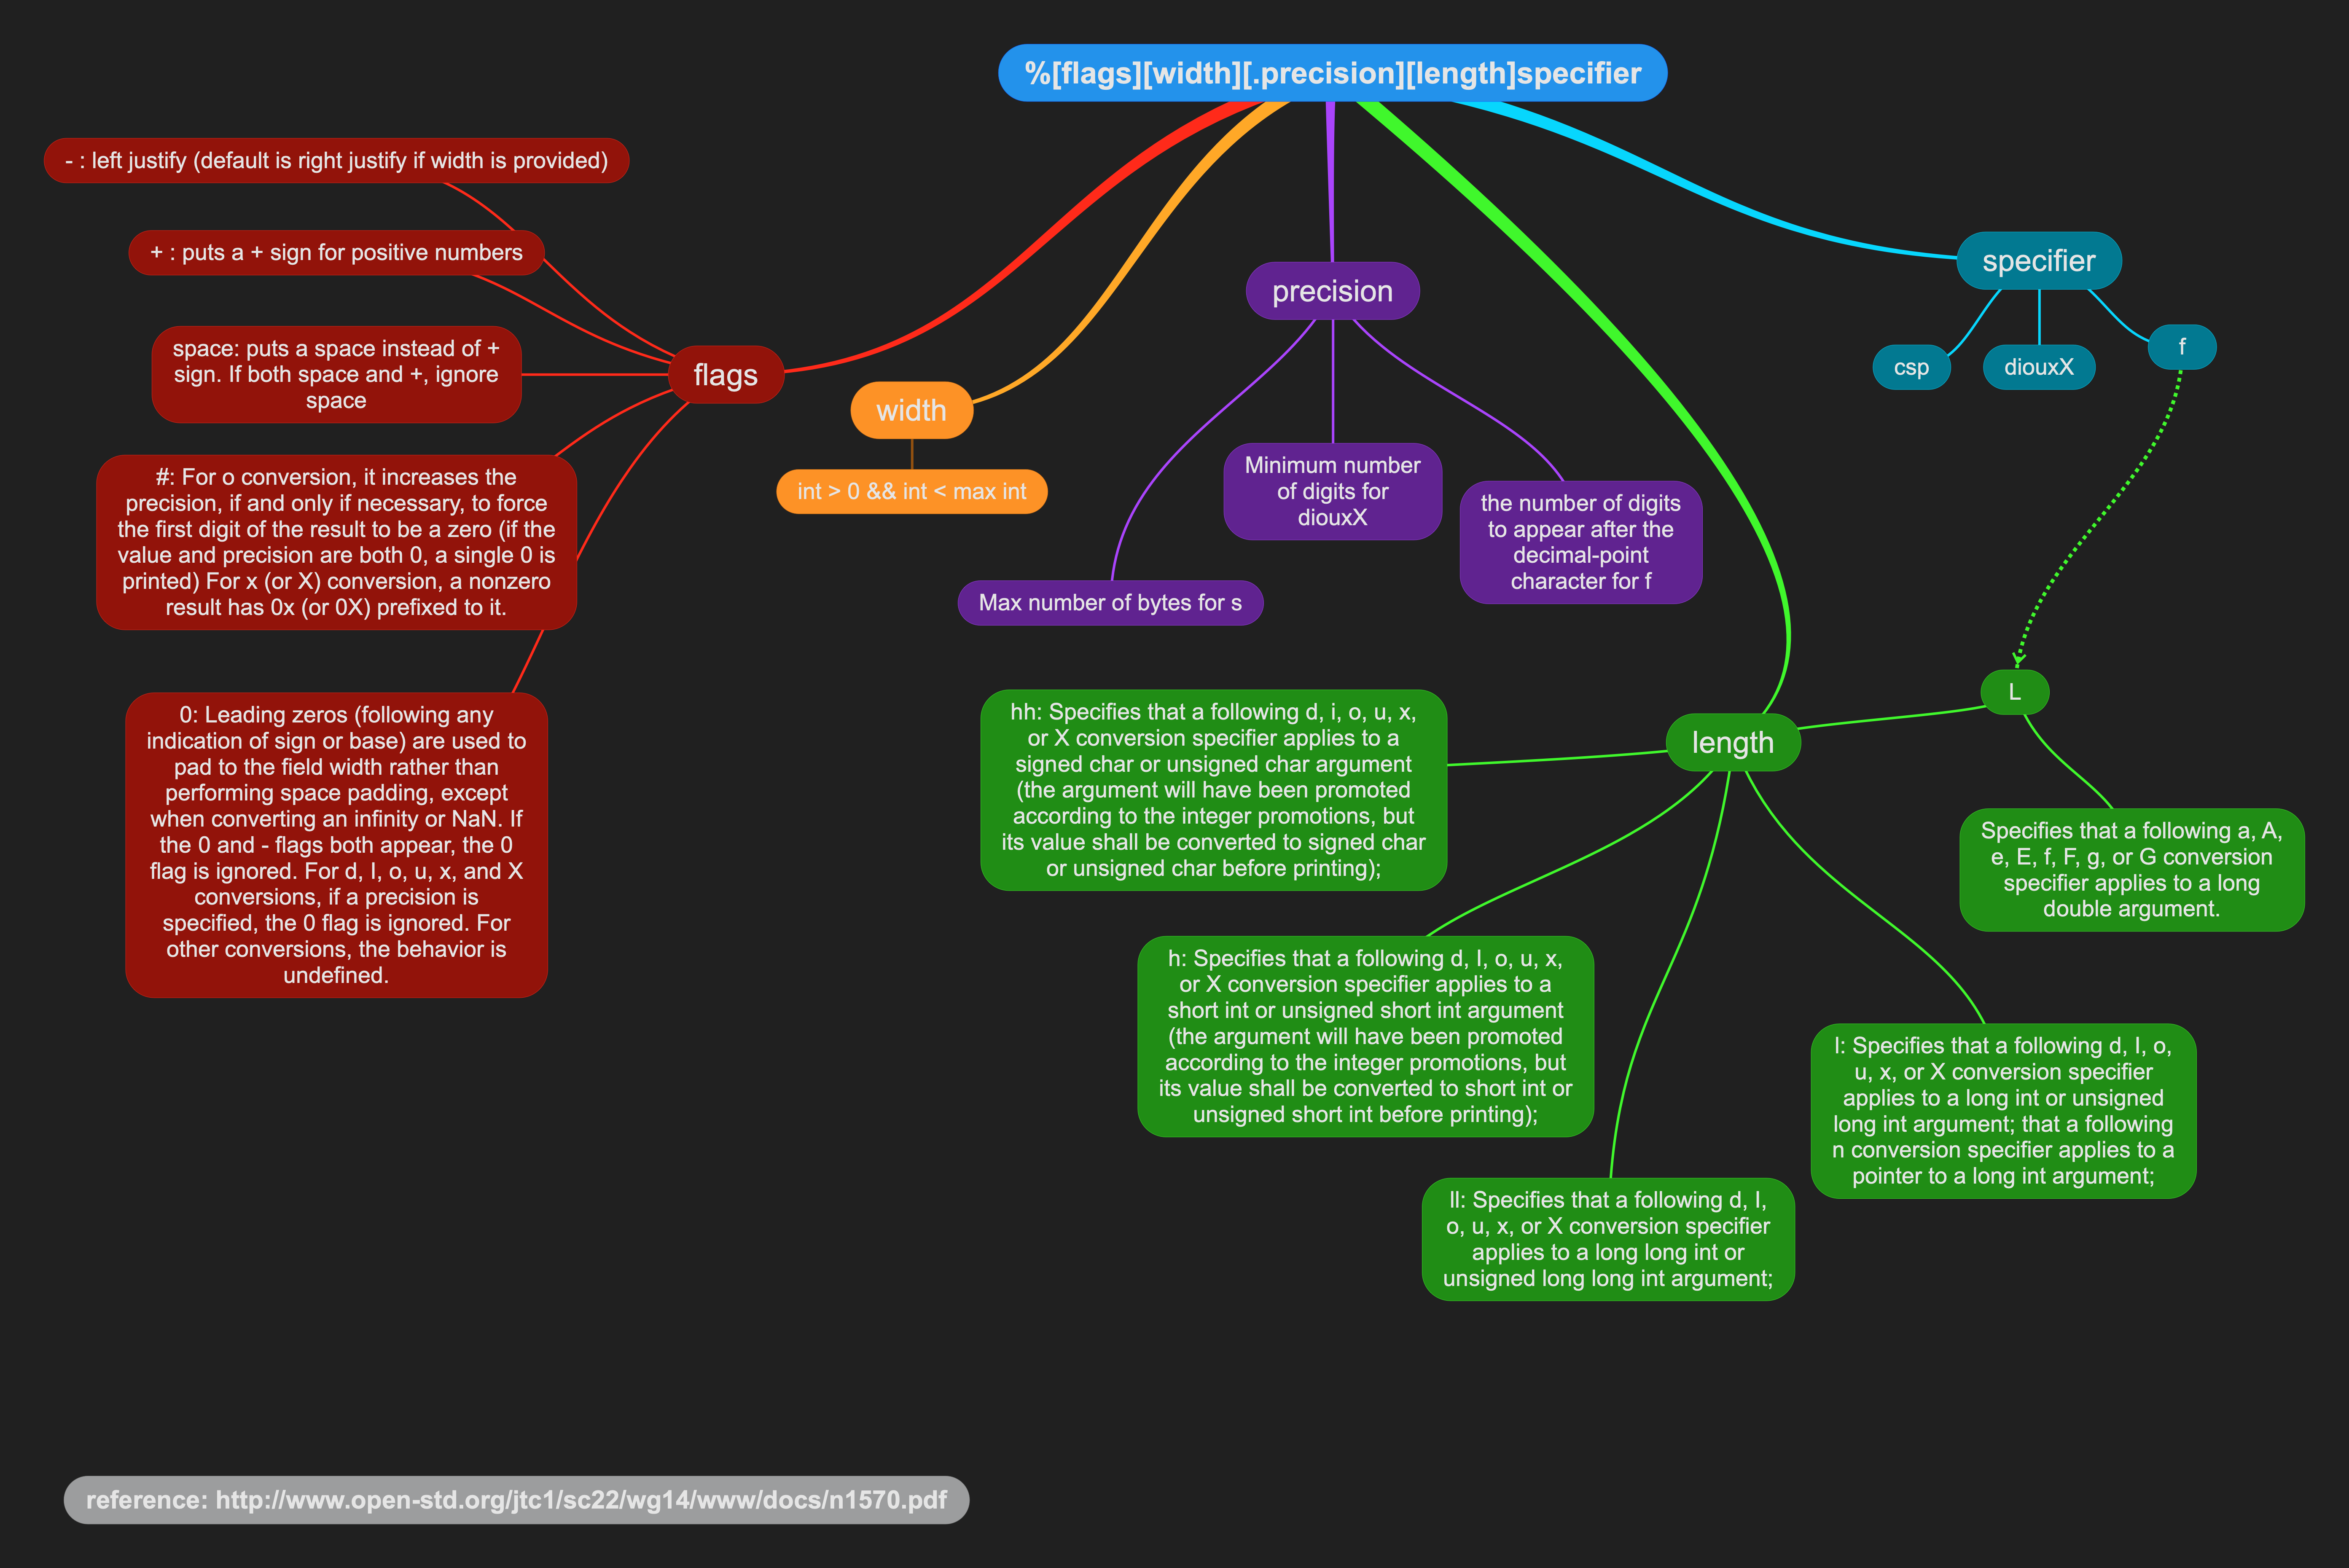 %[flags][width][.precision][length]specifier
- : left justify (default is right justify if width is provided)
+ : puts a + sign for positive numbers
space: puts a space instead of +
sign. If both space and +, ignore
space
#: For o conversion, it increases the
precision, if and only if necessary, to force
the first digit of the result to be a zero (if the
value and precision are both 0, a single 0 is
printed) For x (or X) conversion, a nonzero
result has 0x (or 0X) prefixed to it.
0: Leading zeros (following any
indication of sign or base) are used to
pad to the field width rather than
performing space padding, except
when converting an infinity or NaN. If
the 0 and - flags both appear, the 0
flag is ignored. For d, I, o, u, x, and X
conversions, if a precision is
specified, the 0 flag is ignored. For
other conversions, the behavior is
undefined.
flags
width
int > 0 && int < max int
precision
Max number of bytes for s
Minimum number
of digits for
diouxX
the number of digits
to appear after the
decimal-point
character for f
specifier
csp
diouxX
f
length
L
Specifies that a following a, A,
e, E, f, F, g, or G conversion
specifier applies to a long
double argument.
hh: Specifies that a following d, i, o, u, x,
or X conversion specifier applies to a
signed char or unsigned char argument
(the argument will have been promoted
according to the integer promotions, but
its value shall be converted to signed char
or unsigned char before printing);
h: Specifies that a following d, I, o, u, x,
or X conversion specifier applies to a
short int or unsigned short int argument
(the argument will have been promoted
according to the integer promotions, but
its value shall be converted to short int or
unsigned short int before printing);
ll: Specifies that a following d, I,
o, u, x, or X conversion specifier
applies to a long long int or
unsigned long long int argument;
l: Specifies that a following d, I, o,
u, x, or X conversion specifier
applies to a long int or unsigned
long int argument; that a following
n conversion specifier applies to a
pointer to a long int argument;
reference: http://www.open-std.org/jtc1/sc22/wg14/www/docs/n1570.pdf